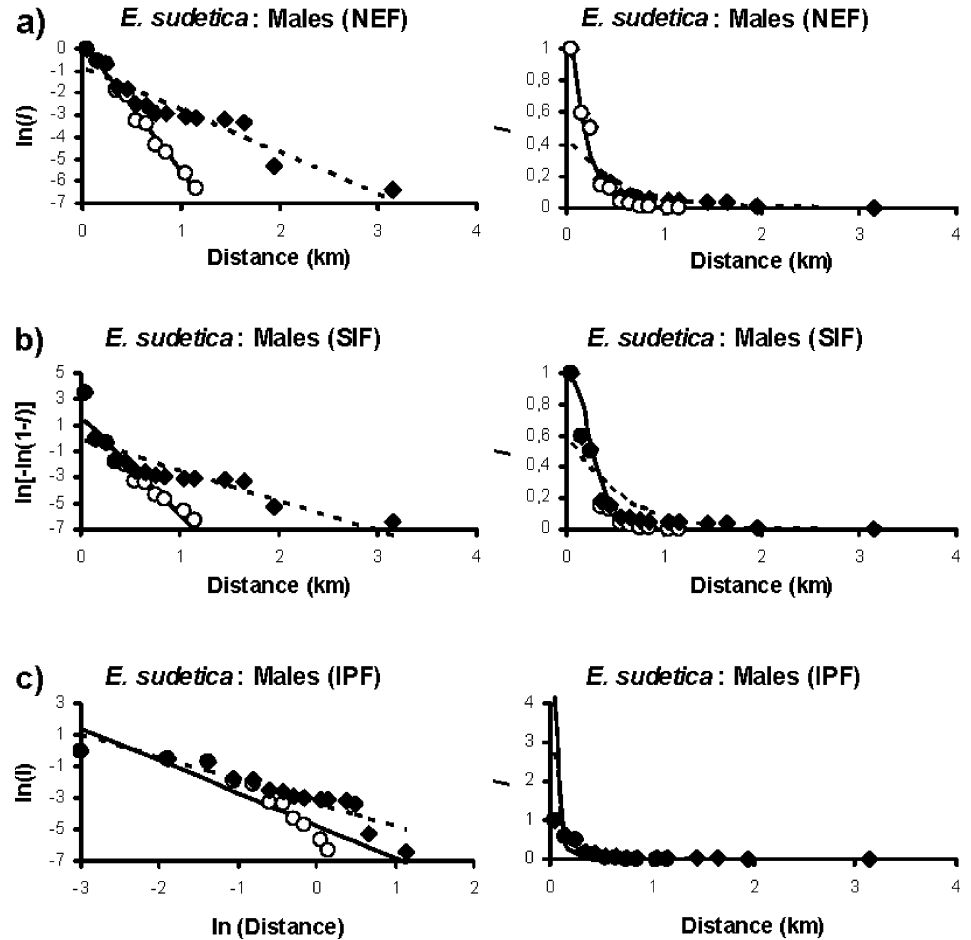 a)
E. sudetica: Males (NEF)
0
-1
-2
-3
-4
-5
-6
-7
ln(I)
0 1 2 3 4
Distance (km)
E. sudetica: Males (NEF)
1
0,8
0,6
0,4
0,2
0
I
0 1 2 3 4
Distance (km)
b)
E. sudetica: Males (SIF)
5
3
1
-1
-3
-5
-7
ln[-ln(1-I)]
0 1 2 3 4
Distance (km)
E. sudetica: Males (SIF)
1
0,8
0,6
0,4
0,2
0
I
0 1 2 3 4
Distance (km)
c)
E. sudetica: Males (IPF)
3
1
-1
-3
-5
-7
ln(I)
-3 -2 -1 0 1 2
ln (Distance)
E. sudetica: Males (IPF)
4
3
2
1
0
I
0 1 2 3 4
Distance (km)